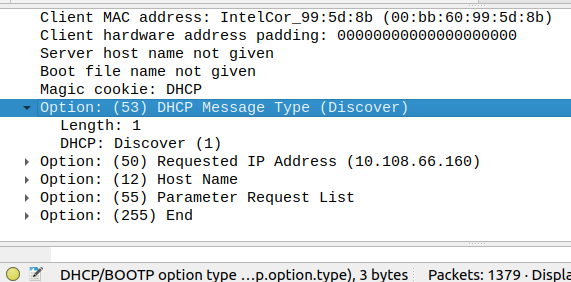 Client MAC address: IntelCor_99:5d:8b (00:bb:60:99:5d:8b)
Client hardware address padding: 00000000000000000000
Server host name not given
Boot file name not given
Magic cookie: DHCP
Option: (53) DHCP Message Type (Discover)
Length: 1
DHCP: Discover (1)
Option: (50) Requested IP Address (10.108.66.160)
Option: (12) Host Name
Option: (55) Parameter Request List
Option: (255) End
DHCP/BOOTP option type …p.option.type), 3 bytes Packets: 1379 · Displa